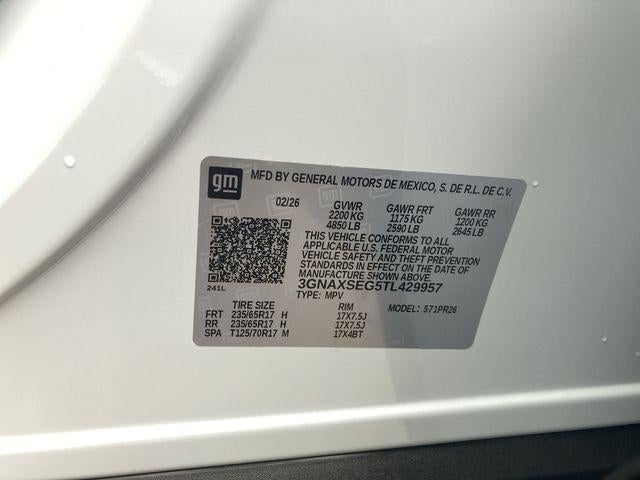 gm MFD BY GENERAL MOTORS DE MEXICO, S. DE R.L. DE C.V.
02/26 GVWR GAWR FRT GAWR RR
2200 KG 1175 KG 1200 KG
4850 LB 2590 LB 2645 LB
THIS VEHICLE CONFORMS TO ALL
APPLICABLE U.S. FEDERAL MOTOR
VEHICLE SAFETY AND THEFT PREVENTION
STANDARDS IN EFFECT ON THE DATE OF
MANUFACTURE SHOWN ABOVE.
3GNAXSEG5TL429957
241L TYPE: MPV
TIRE SIZE RIM MODEL: 571PR26
FRT 235/65R17 H 17X7.5J
RR 235/65R17 H 17X7.5J
SPA T125/70R17 M 17X4BT